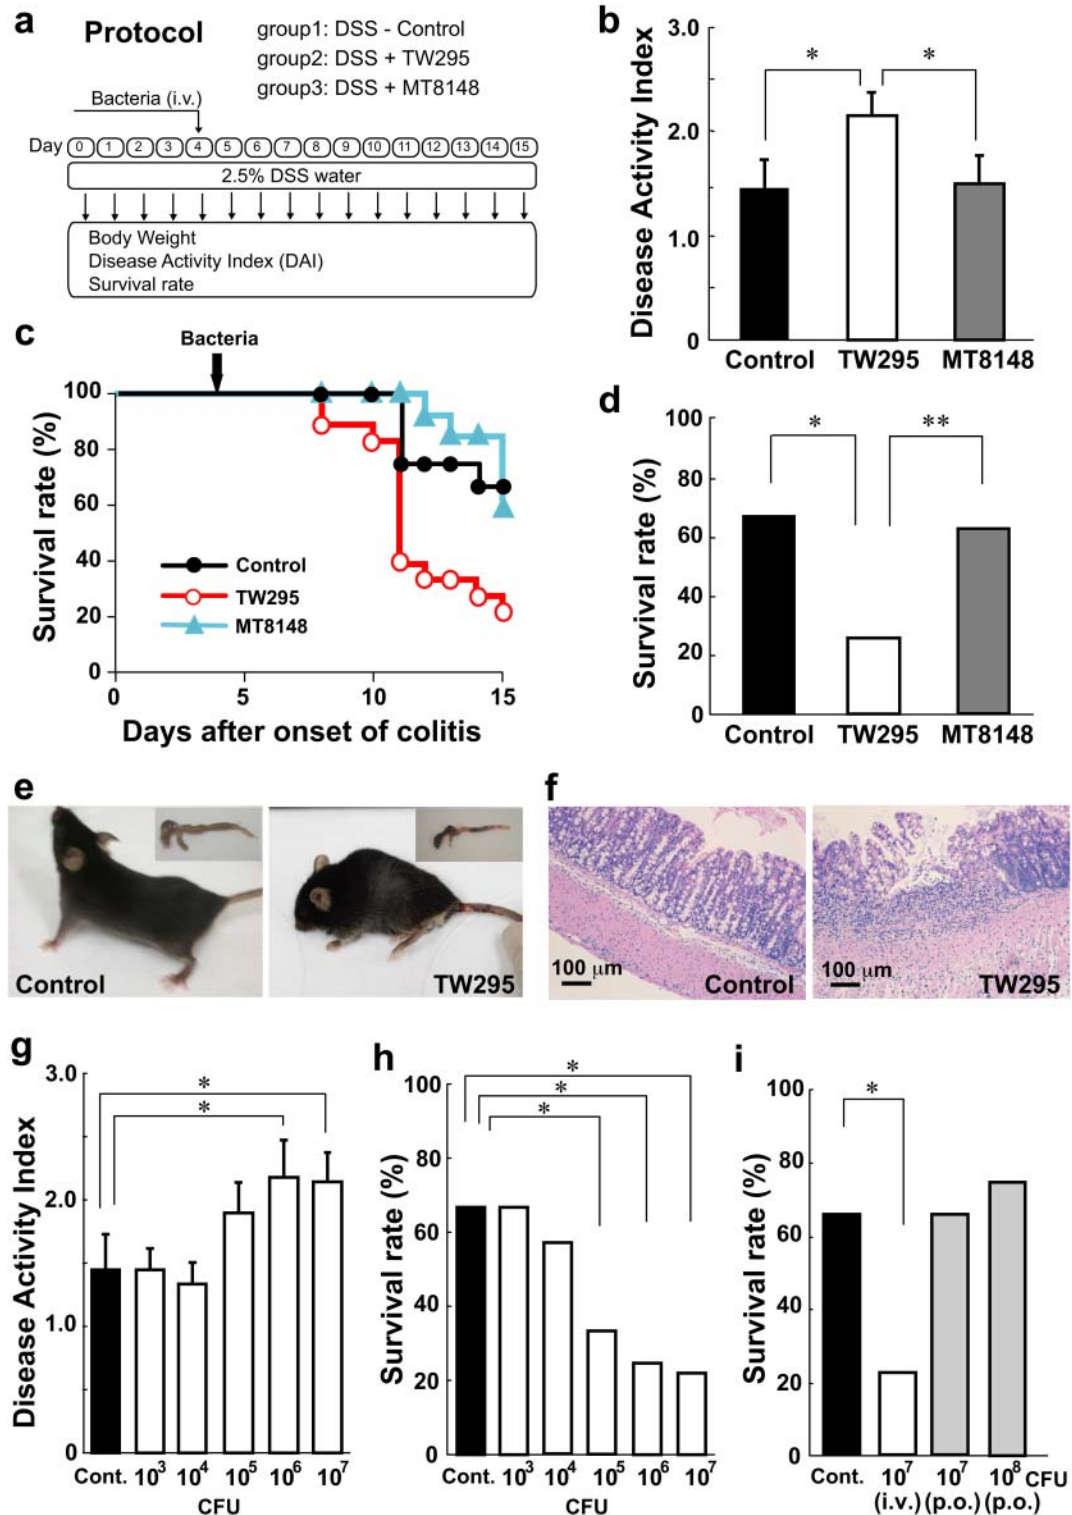 a
Protocol
group1: DSS - Control
group2: DSS + TW295
group3: DSS + MT8148
Bacteria (i.v.)
Day 0 1 2 3 4 5 6 7 8 9 10 11 12 13 14 15
2.5% DSS water
Body Weight
Disease Activity Index (DAI)
Survival rate
b
Disease Activity Index
3.0
2.0
1.0
0
* *
Control TW295 MT8148
c
Bacteria
Survival rate (%)
100
80
60
40
20
0
Control
TW295
MT8148
0 5 10 15
Days after onset of colitis
d
Survival rate (%)
100
80
60
40
20
0
* **
Control TW295 MT8148
e
Control
TW295
f
100 μm
Control
100 μm
TW295
g
Disease Activity Index
3.0
2.0
1.0
0
*
*
Cont. 10³ 10⁴ 10⁵ 10⁶ 10⁷
CFU
h
Survival rate (%)
100
80
60
40
20
0
*
*
*
Cont. 10³ 10⁴ 10⁵ 10⁶ 10⁷
CFU
i
Survival rate (%)
100
80
60
40
20
0
*
Cont. 10⁷ 10⁷ 10⁸ CFU
(i.v.) (p.o.) (p.o.)